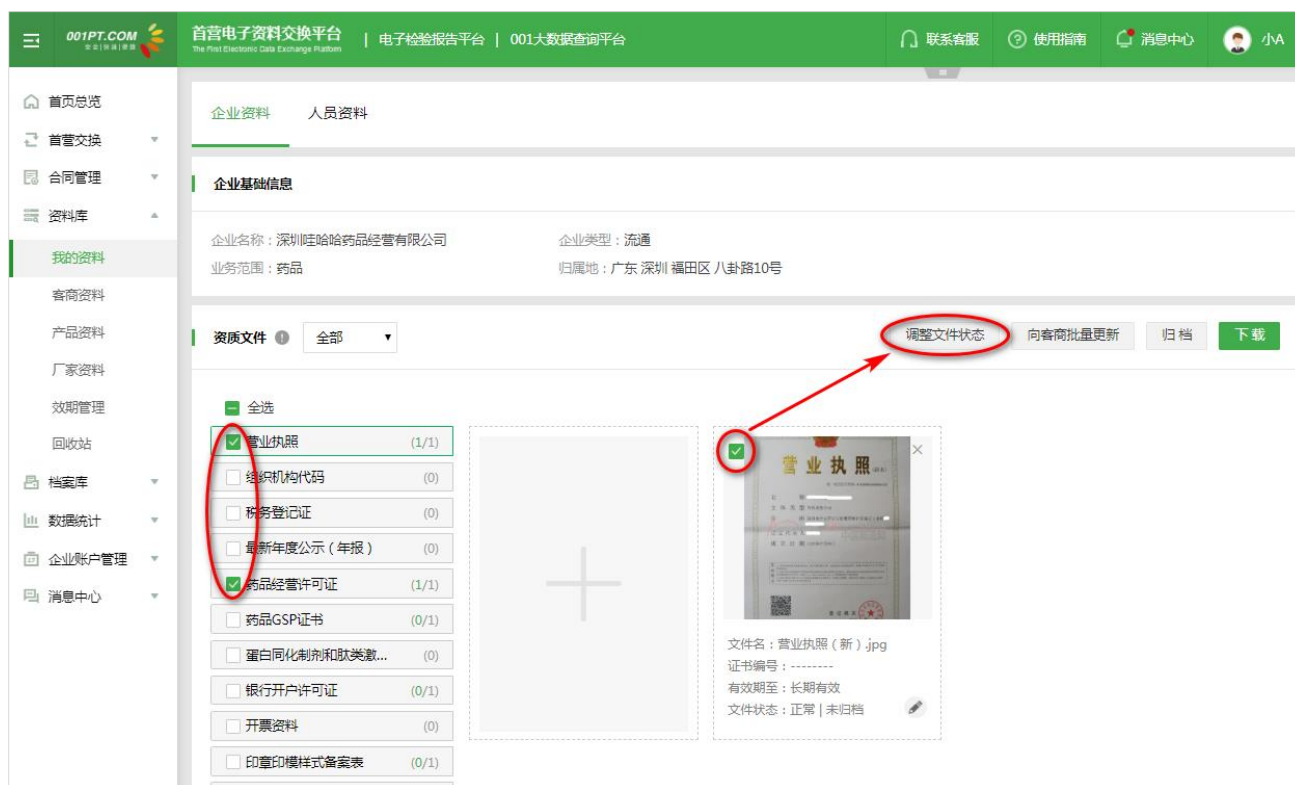 001PT.COM
首营电子资料交换平台 | 电子检验报告平台 | 001大数据查询平台
The First Electronic Data Exchange Platform
联系客服 使用指南 消息中心 小A
首页总览
首营交换
合同管理
资料库
我的资料
客商资料
产品资料
厂家资料
效期管理
回收站
档案库
数据统计
企业账户管理
消息中心
企业资料 人员资料
企业基础信息
企业名称：深圳哇哈哈药品经营有限公司 企业类型：流通
业务范围：药品 归属地：广东 深圳 福田区 八卦路10号
资质文件 全部 调整文件状态 向客商批量更新 归档 下载
全选
营业执照 (1/1)
组织机构代码 (0)
税务登记证 (0)
最新年度公示（年报） (0)
药品经营许可证 (1/1)
药品GSP证书 (0/1)
蛋白同化制剂和肽类激... (0)
银行开户许可证 (0/1)
开票资料 (0)
印章印模样式备案表 (0/1)
营业执照
文件名：营业执照（新）.jpg
证书编号：--------
有效期至：长期有效
文件状态：正常 | 未归档